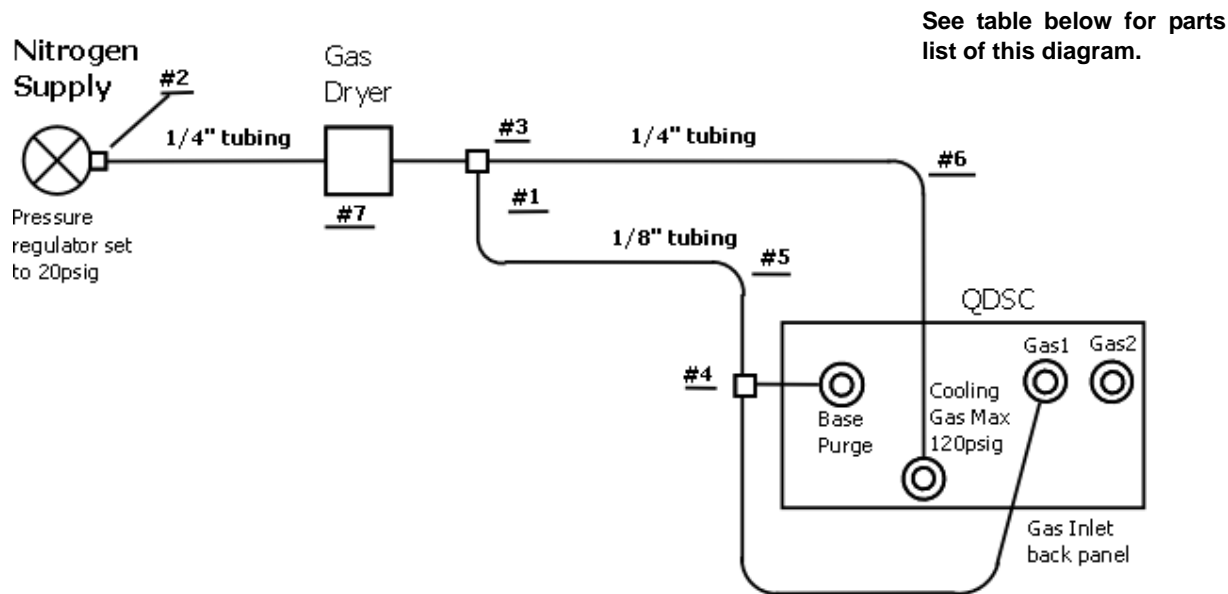 See table below for parts
list of this diagram.
Nitrogen
Supply
#2
Gas
Dryer
1/4" tubing
#3
1/4" tubing
#6
Pressure
regulator set
to 20psig
#7
#1
1/8" tubing
#5
QDSC
#4
Base
Purge
Cooling
Gas Max
120psig
Gas1
Gas2
Gas Inlet
back panel